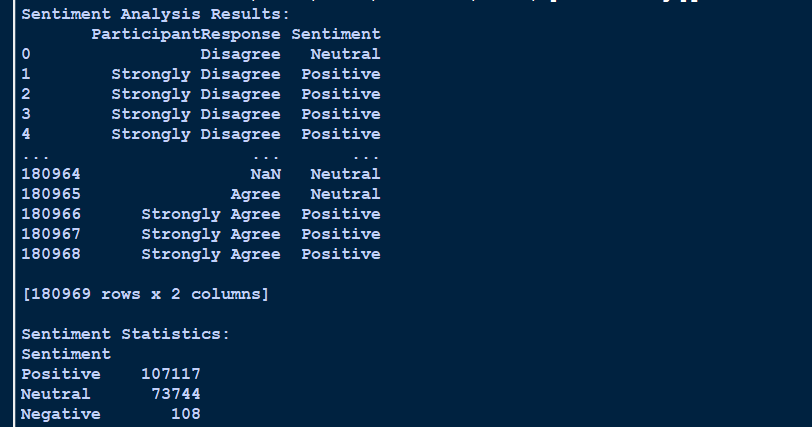 Sentiment Analysis Results:
ParticipantResponse Sentiment
0 Disagree Neutral
1 Strongly Disagree Positive
2 Strongly Disagree Positive
3 Strongly Disagree Positive
4 Strongly Disagree Positive
... ... ...
180964 NaN Neutral
180965 Agree Neutral
180966 Strongly Agree Positive
180967 Strongly Agree Positive
180968 Strongly Agree Positive
[180969 rows x 2 columns]
Sentiment Statistics:
Sentiment
Positive 107117
Neutral 73744
Negative 108